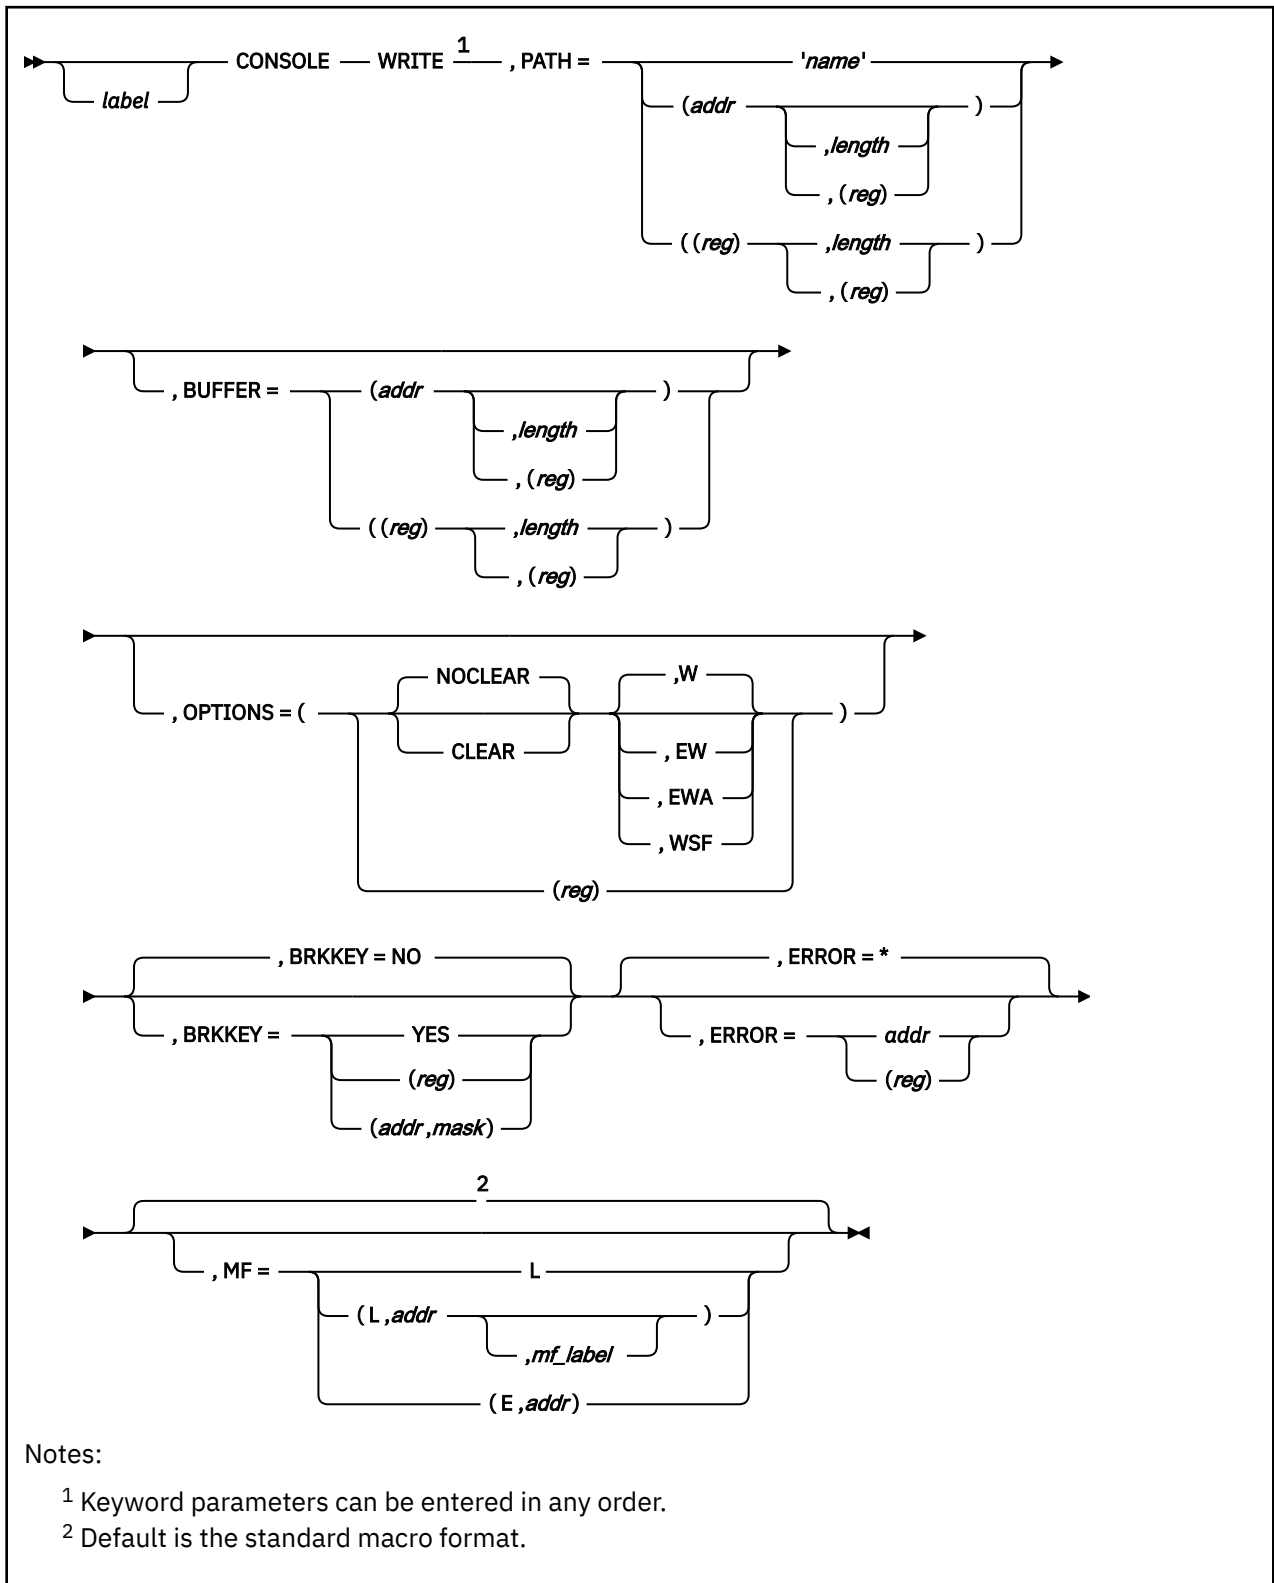 CONSOLE WRITE 1 , PATH = 'name'
label
(addr )
,length
, (reg)
( (reg) ,length )
, (reg)
, BUFFER = (addr )
,length
, (reg)
( (reg) ,length )
, (reg)
NOCLEAR ,W
, OPTIONS = ( )
CLEAR , EW
, EWA
, WSF
(reg)
, BRKKEY = NO , ERROR = *
, BRKKEY = YES , ERROR = addr
(reg) (reg)
(addr ,mask)
2
, MF = L
( L ,addr )
,mf_label
( E ,addr)
Notes:
1 Keyword parameters can be entered in any order.
2 Default is the standard macro format.